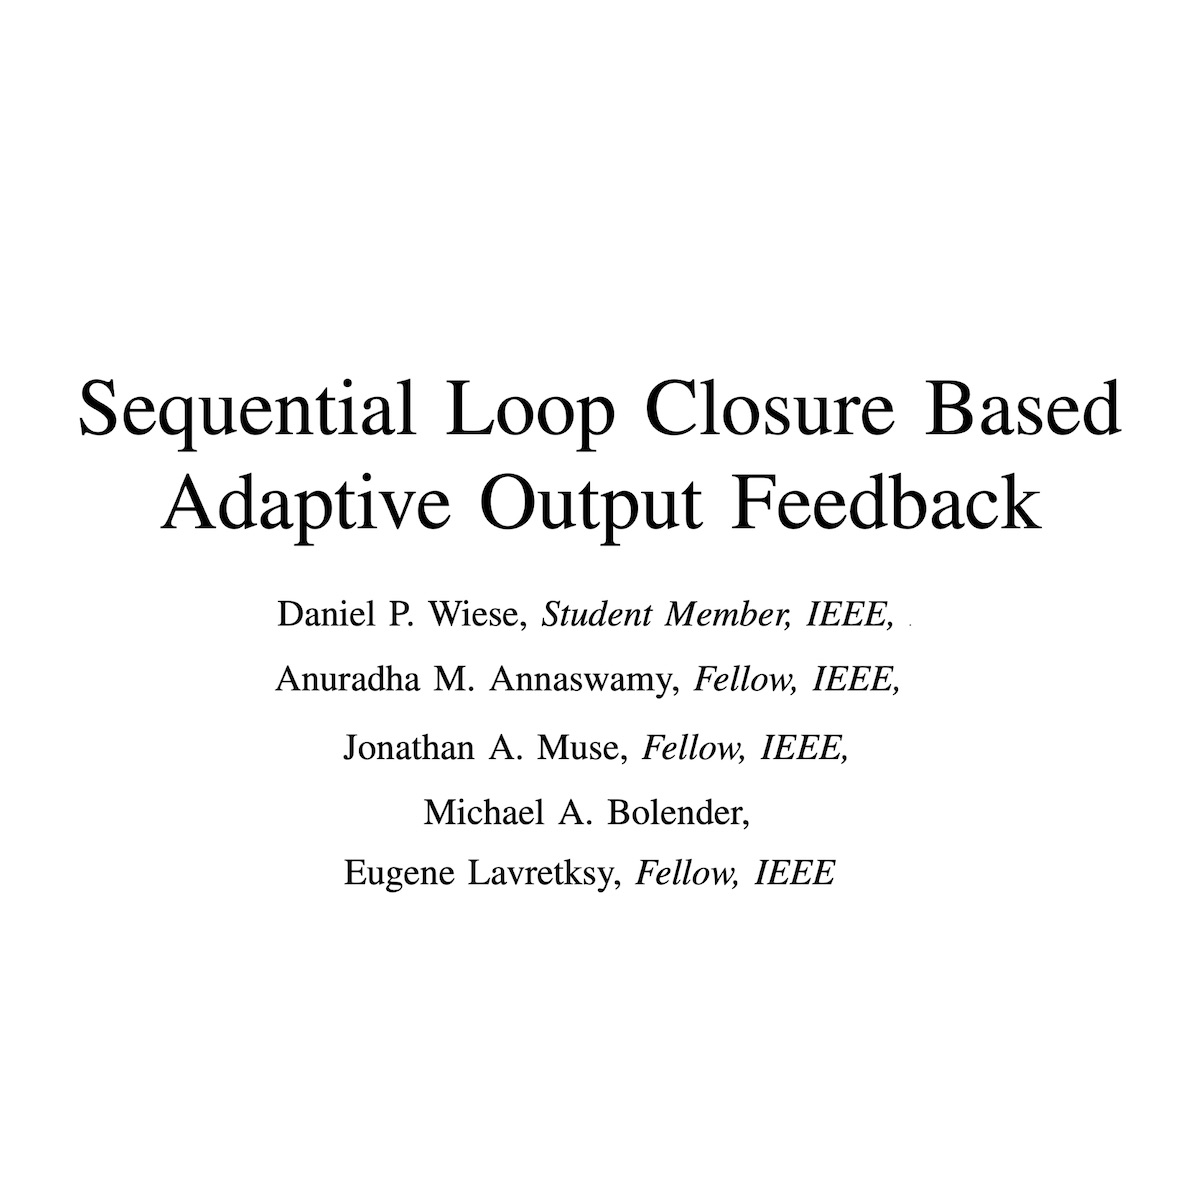 Sequential Loop Closure Based
Adaptive Output Feedback
Daniel P. Wiese, Student Member, IEEE,
Anuradha M. Annaswamy, Fellow, IEEE,
Jonathan A. Muse, Fellow, IEEE,
Michael A. Bolender,
Eugene Lavretksy, Fellow, IEEE